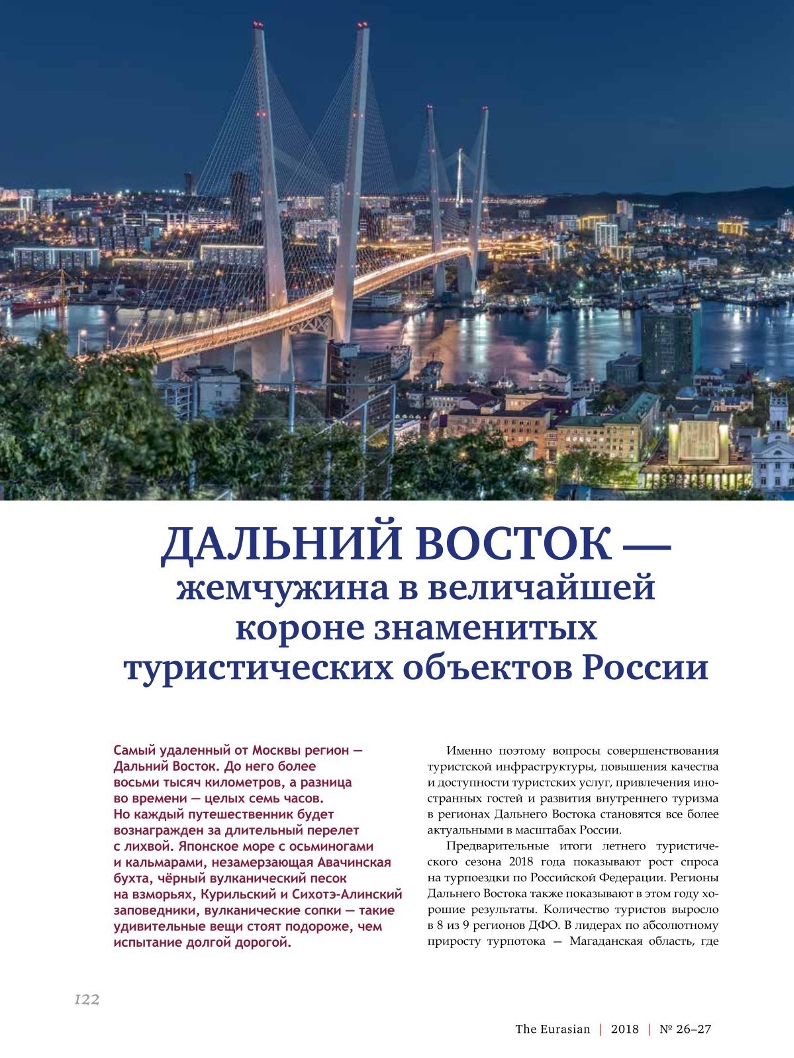 ДАЛЬНИЙ ВОСТОК —
жемчужина в величайшей
короне знаменитых
туристических объектов России
Самый удаленный от Москвы регион —
Дальний Восток. До него более
восьми тысяч километров, а разница
во времени — целых семь часов.
Но каждый путешественник будет
вознагражден за длительный перелет
с лихвой. Японское море с осьминогами
и кальмарами, незамерзающая Авачинская
бухта, чёрный вулканический песок
на взморьях, Курильский и Сихотэ-Алинский
заповедники, вулканические сопки — такие
удивительные вещи стоят подороже, чем
испытание долгой дорогой.
Именно поэтому вопросы совершенствования
туристской инфраструктуры, повышения качества
и доступности туристских услуг, привлечения ино-
странных гостей и развития внутреннего туризма
в регионах Дальнего Востока становятся все более
актуальными в масштабах России.
Предварительные итоги летнего туристиче-
ского сезона 2018 года показывают рост спроса
на турпоездки по Российской Федерации. Регионы
Дальнего Востока также показывают в этом году хо-
рошие результаты. Количество туристов выросло
в 8 из 9 регионов ДФО. В лидерах по абсолютному
приросту турпотока — Магаданская область, где
122
The Eurasian | 2018 | № 26–27